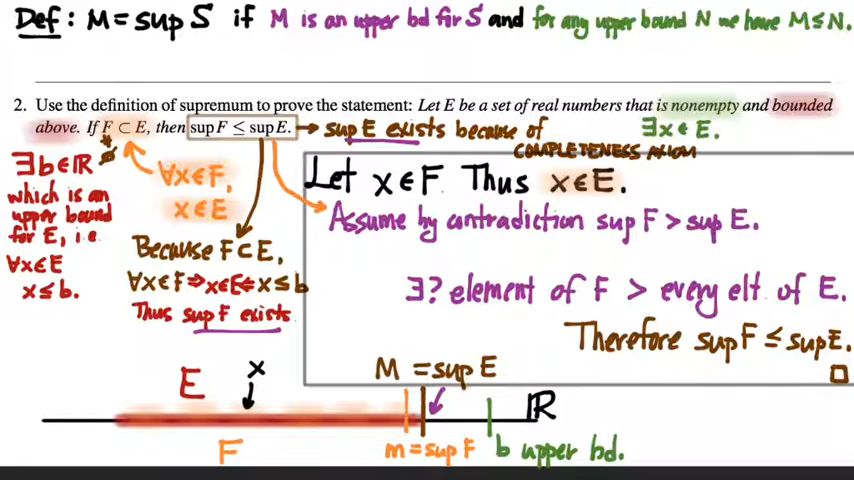 Def: M = sup S if M is an upper bd for S and for any upper bound N we have M ≤ N.
2. Use the definition of supremum to prove the statement: Let E be a set of real numbers that is nonempty and bounded
above. If F ⊂ E, then sup F ≤ sup E. → sup E exists because of ∃x ∈ E.
COMPLETENESS AXIOM
≠ ∅
∃b∈ℝ
which is an
upper bound
for E, i.e.
∀x∈E
x ≤ b.
∀x∈F,
x∈E
Because F⊂E,
∀x∈F ⇒ x∈E ⇐ x ≤ b
Thus sup F exists
Let x∈F. Thus x∈E.
Assume by contradiction sup F > sup E.
∃? element of F > every elt. of E.
Therefore sup F ≤ sup E.
□
E x M = sup E
ℝ
F m = sup F b upper bd.